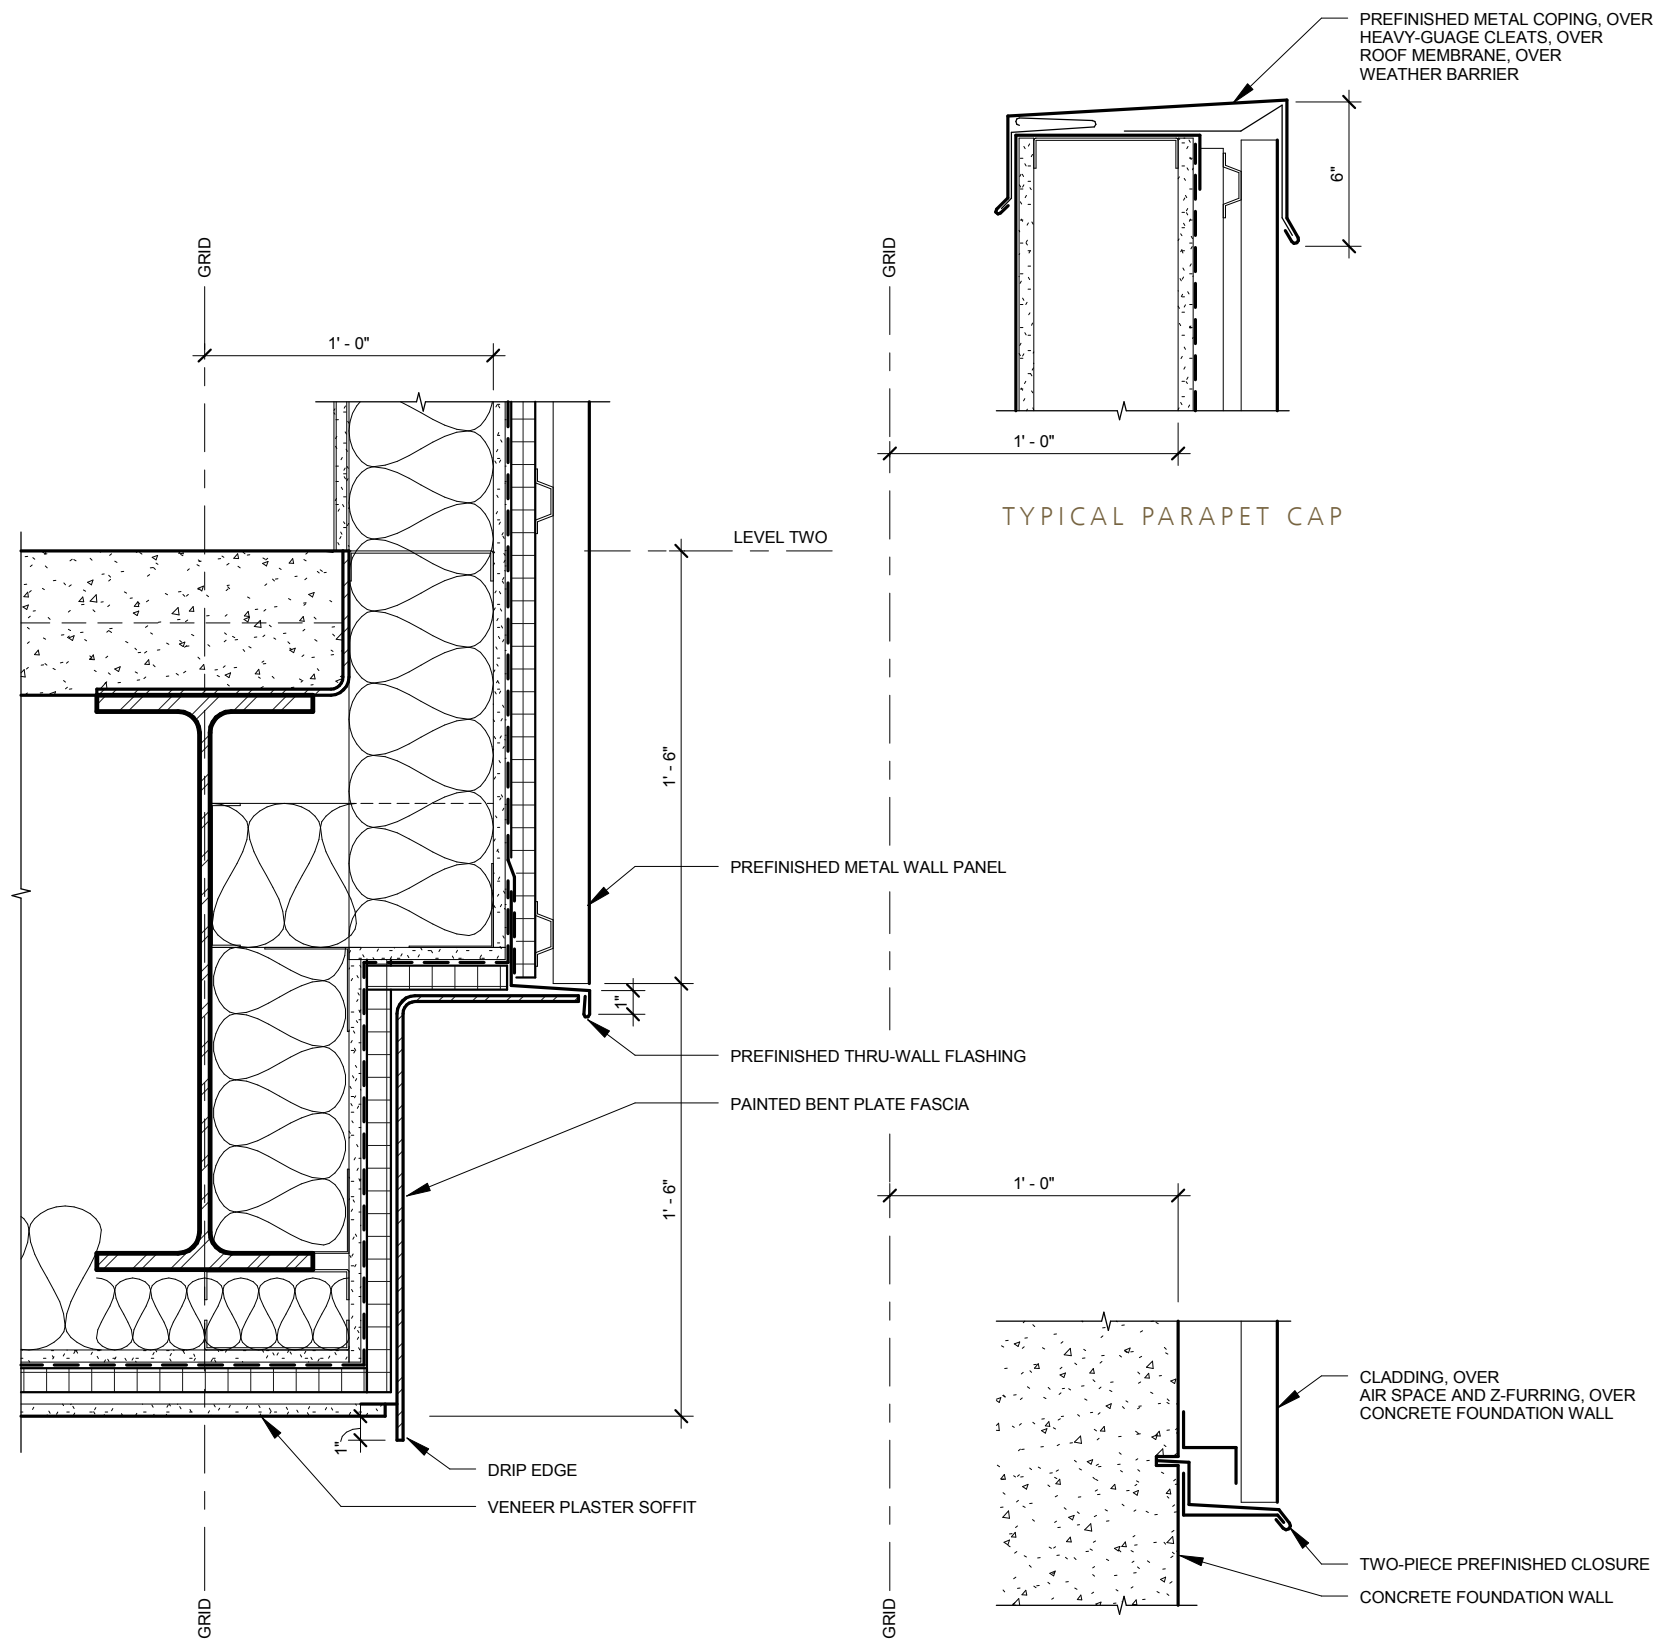 PREFINISHED METAL COPING, OVER
HEAVY-GUAGE CLEATS, OVER
ROOF MEMBRANE, OVER
WEATHER BARRIER
6"
GRID
GRID
1' - 0"
1' - 0"
TYPICAL PARAPET CAP
LEVEL TWO
1' - 6"
PREFINISHED METAL WALL PANEL
1"
PREFINISHED THRU-WALL FLASHING
PAINTED BENT PLATE FASCIA
1' - 6"
1' - 0"
CLADDING, OVER
AIR SPACE AND Z-FURRING, OVER
CONCRETE FOUNDATION WALL
1"
DRIP EDGE
VENEER PLASTER SOFFIT
TWO-PIECE PREFINISHED CLOSURE
CONCRETE FOUNDATION WALL
GRID
GRID